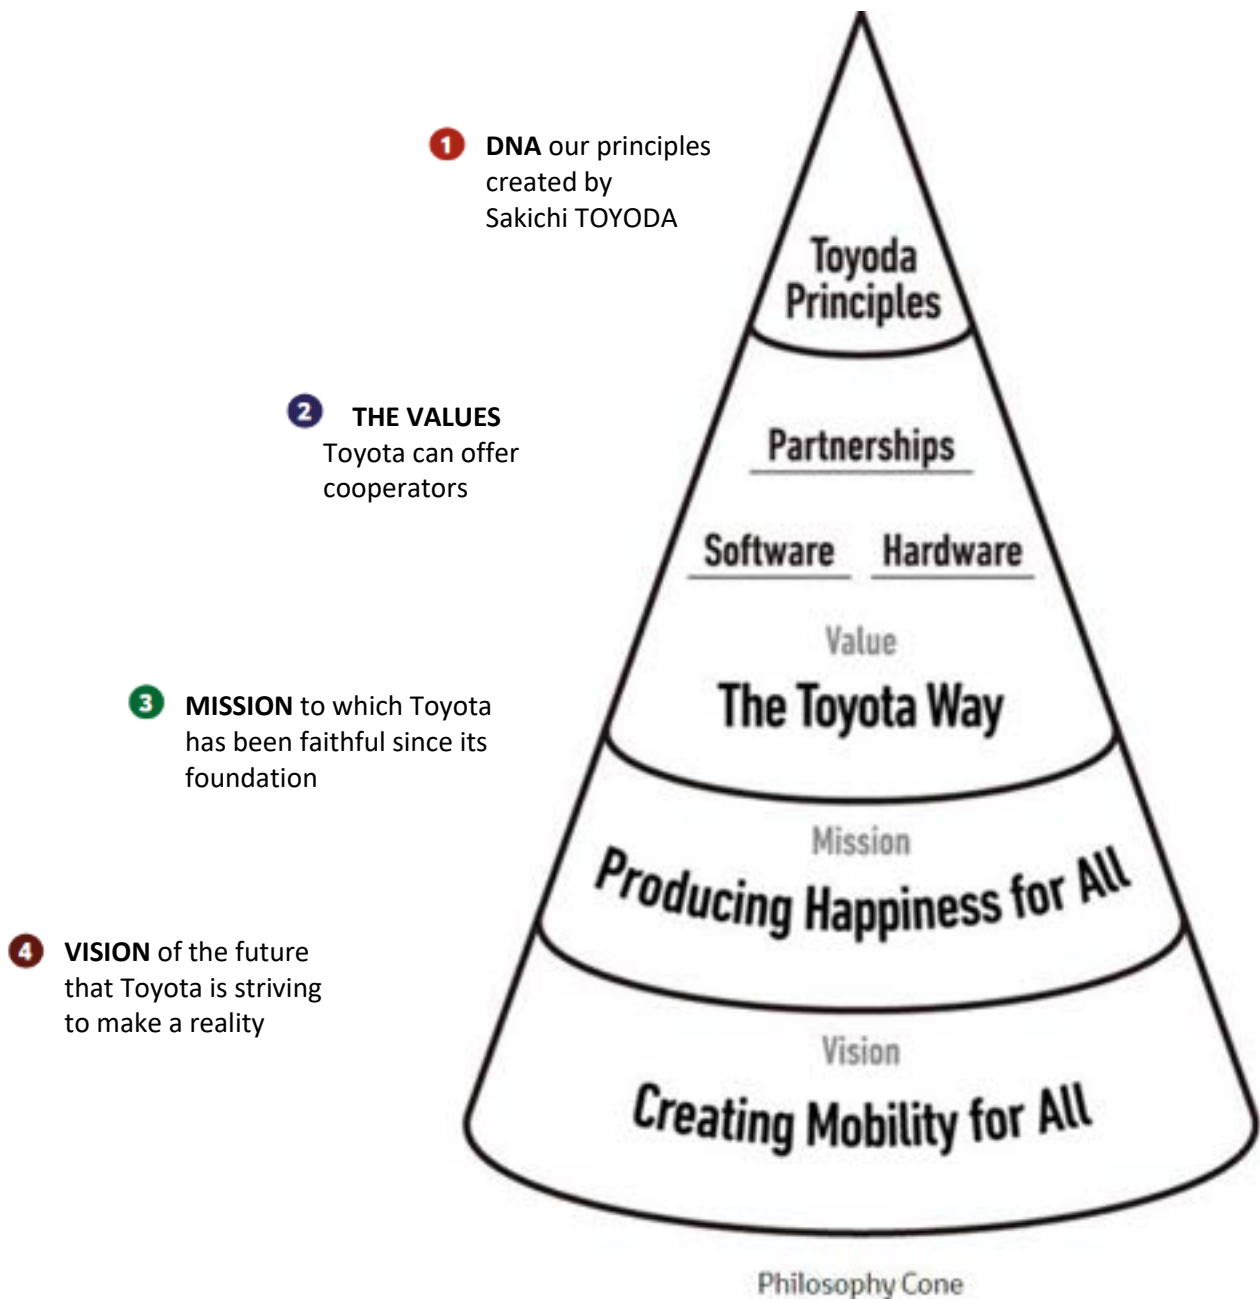 1 DNA our principles
created by
Sakichi TOYODA
Toyoda
Principles
2 THE VALUES
Toyota can offer
cooperators
Partnerships
Software Hardware
Value
The Toyota Way
3 MISSION to which Toyota
has been faithful since its
foundation
Mission
Producing Happiness for All
4 VISION of the future
that Toyota is striving
to make a reality
Vision
Creating Mobility for All
Philosophy Cone